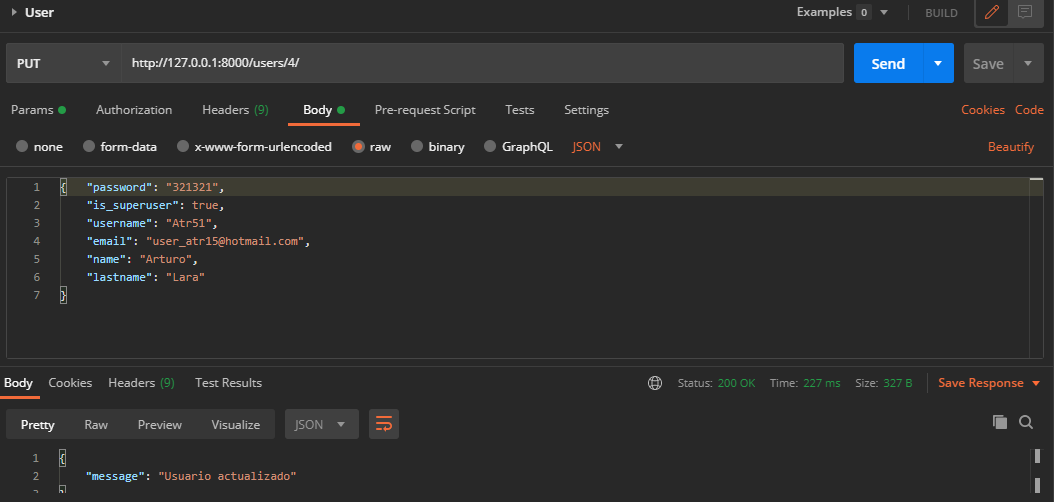 User Examples 0 BUILD
PUT http://127.0.0.1:8000/users/4/ Send Save
Params Authorization Headers (9) Body Pre-request Script Tests Settings Cookies Code
none form-data x-www-form-urlencoded raw binary GraphQL JSON Beautify
1 { "password": "321321",
2 "is_superuser": true,
3 "username": "Atr51",
4 "email": "user_atr15@hotmail.com",
5 "name": "Arturo",
6 "lastname": "Lara"
7 }
Body Cookies Headers (9) Test Results Status: 200 OK Time: 227 ms Size: 327 B Save Response
Pretty Raw Preview Visualize JSON
1 {
2 "message": "Usuario actualizado"
3 }